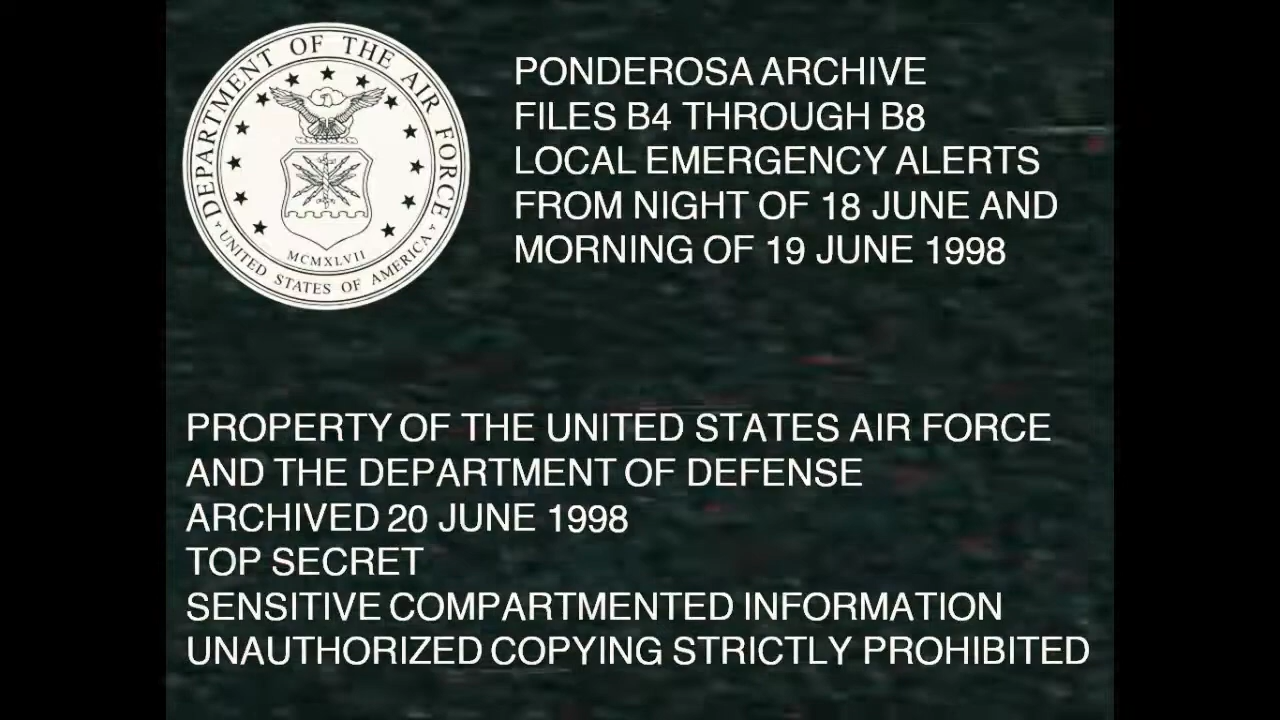 DEPARTMENT OF THE AIR FORCE
MCMXLVII
UNITED STATES OF AMERICA
PONDEROSA ARCHIVE
FILES B4 THROUGH B8
LOCAL EMERGENCY ALERTS
FROM NIGHT OF 18 JUNE AND
MORNING OF 19 JUNE 1998
PROPERTY OF THE UNITED STATES AIR FORCE
AND THE DEPARTMENT OF DEFENSE
ARCHIVED 20 JUNE 1998
TOP SECRET
SENSITIVE COMPARTMENTED INFORMATION
UNAUTHORIZED COPYING STRICTLY PROHIBITED